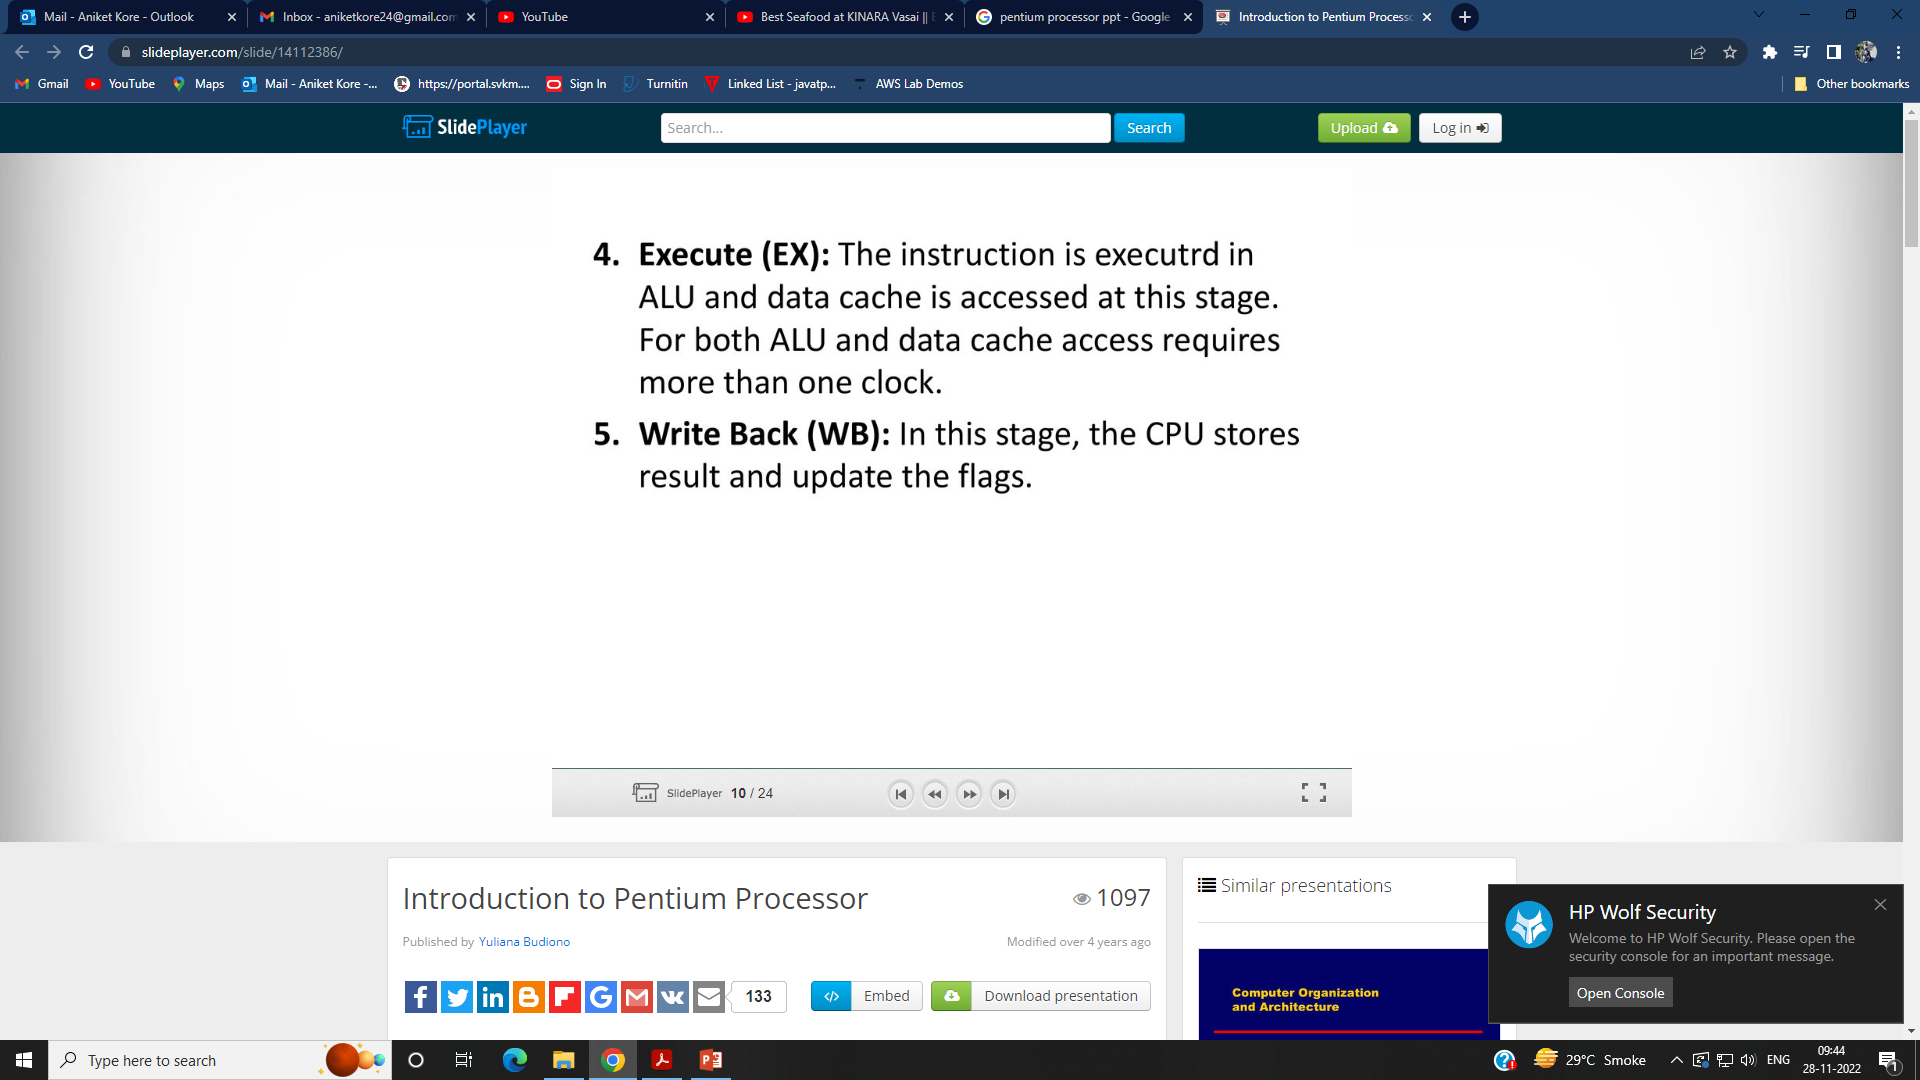 Mail - Aniket Kore - Outlook
Inbox - aniketkore24@gmail.com
YouTube
Best Seafood at KINARA Vasai ||
pentium processor ppt - Google
Introduction to Pentium Process
slideplayer.com/slide/14112386/
Gmail
YouTube
Maps
Mail - Aniket Kore -...
https://portal.svkm....
Sign In
Turnitin
Linked List - javatp...
AWS Lab Demos
Other bookmarks
SlidePlayer
Search...
Search
Upload
Log in
4. Execute (EX): The instruction is executrd in
ALU and data cache is accessed at this stage.
For both ALU and data cache access requires
more than one clock.
5. Write Back (WB): In this stage, the CPU stores
result and update the flags.
SlidePlayer 10 / 24
Introduction to Pentium Processor
1097
Published by Yuliana Budiono
Modified over 4 years ago
133
Embed
Download presentation
Similar presentations
Computer Organization
and Architecture
HP Wolf Security
Welcome to HP Wolf Security. Please open the
security console for an important message.
Open Console
Type here to search
29°C Smoke
ENG
09:44
28-11-2022
1